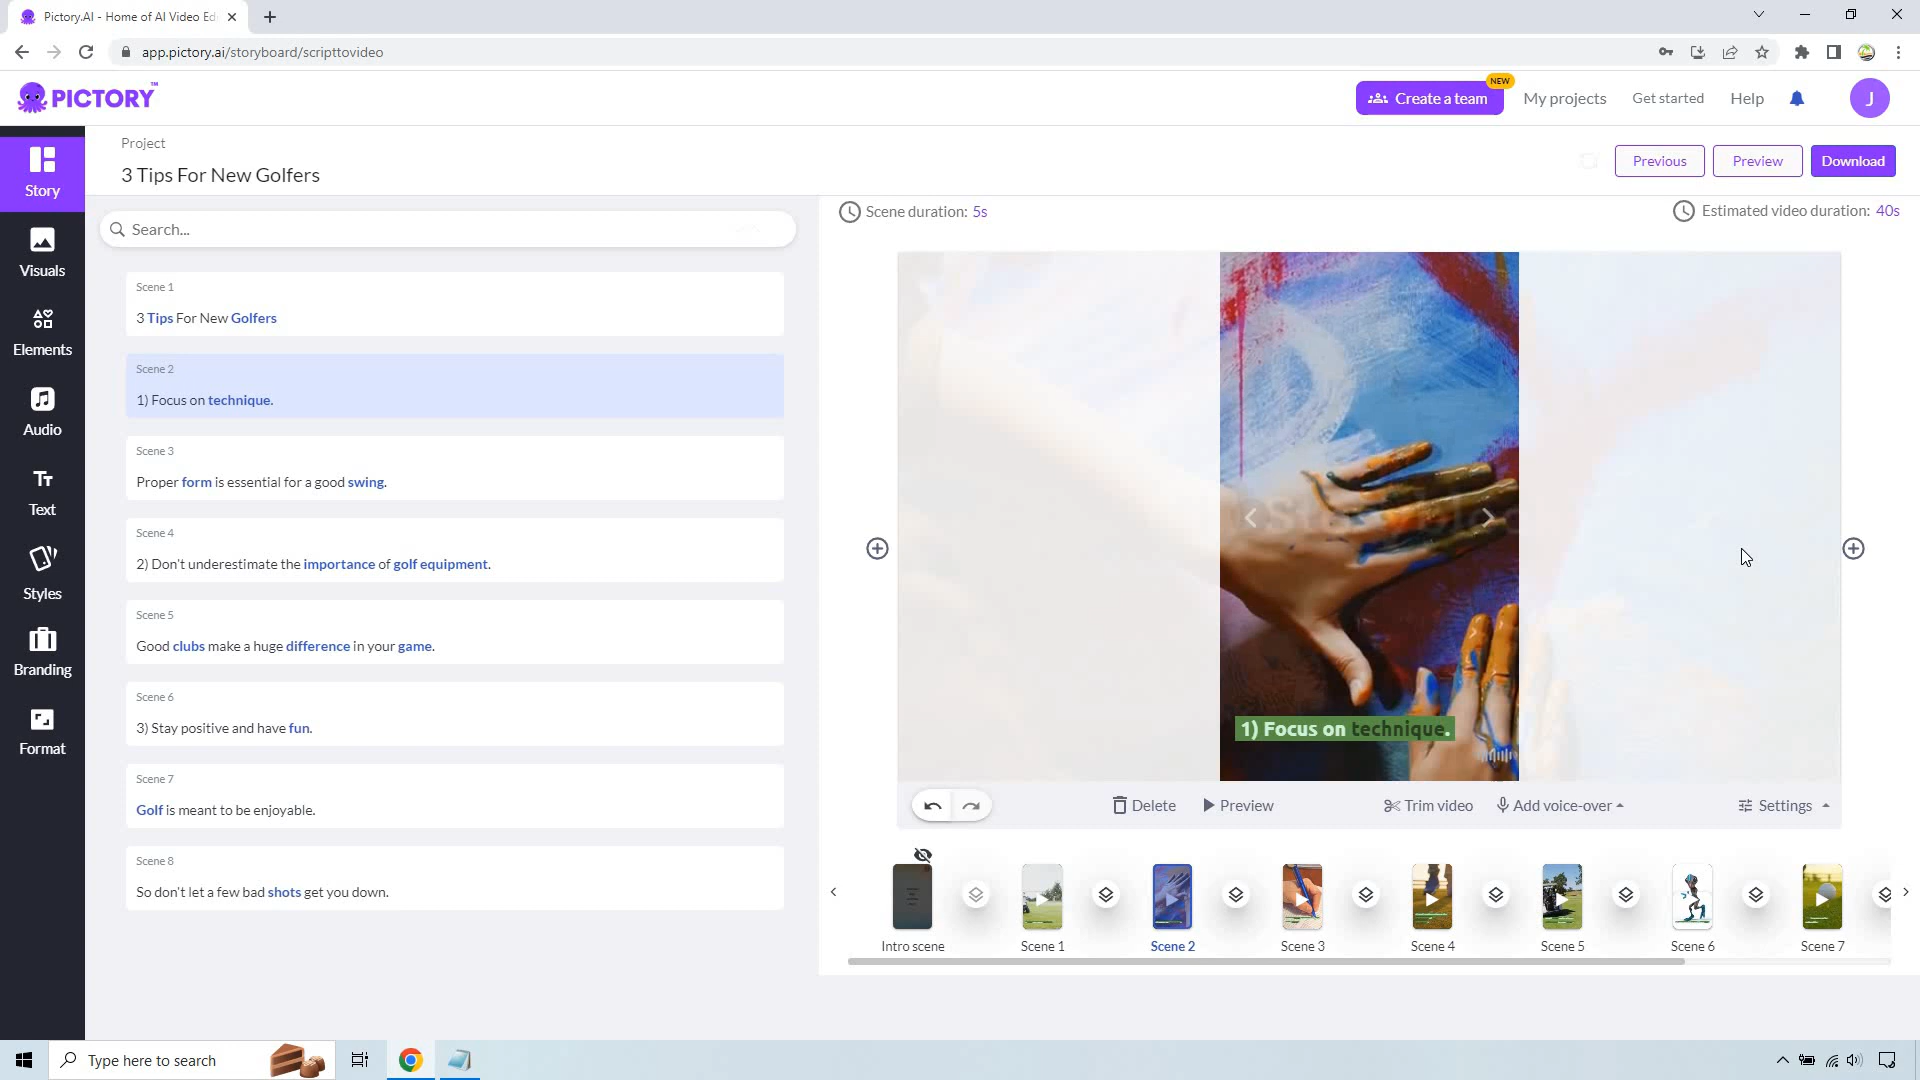 Pictory.AI - Home of AI Video Ed
app.pictory.ai/storyboard/scripttovideo
PICTORY™
NEW
Create a team
My projects
Get started
Help
J
Project
3 Tips For New Golfers
Previous
Preview
Download
Story
Visuals
Elements
Audio
Text
Styles
Branding
Format
Search...
Scene 1
3 Tips For New Golfers
Scene 2
1) Focus on technique.
Scene 3
Proper form is essential for a good swing.
Scene 4
2) Don't underestimate the importance of golf equipment.
Scene 5
Good clubs make a huge difference in your game.
Scene 6
3) Stay positive and have fun.
Scene 7
Golf is meant to be enjoyable.
Scene 8
So don't let a few bad shots get you down.
Scene duration: 5s
Estimated video duration: 40s
1) Focus on technique.
Delete
Preview
Trim video
Add voice-over
Settings
Intro scene
Scene 1
Scene 2
Scene 3
Scene 4
Scene 5
Scene 6
Scene 7
Type here to search